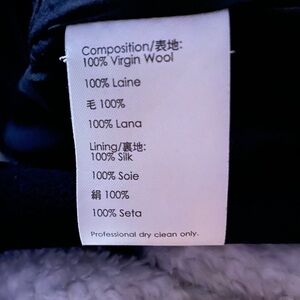 Composition/表地:
100% Virgin Wool
100% Laine
毛 100%
100% Lana
Lining/裏地:
100% Silk
100% Soie
絹 100%
100% Seta
Professional dry clean only.